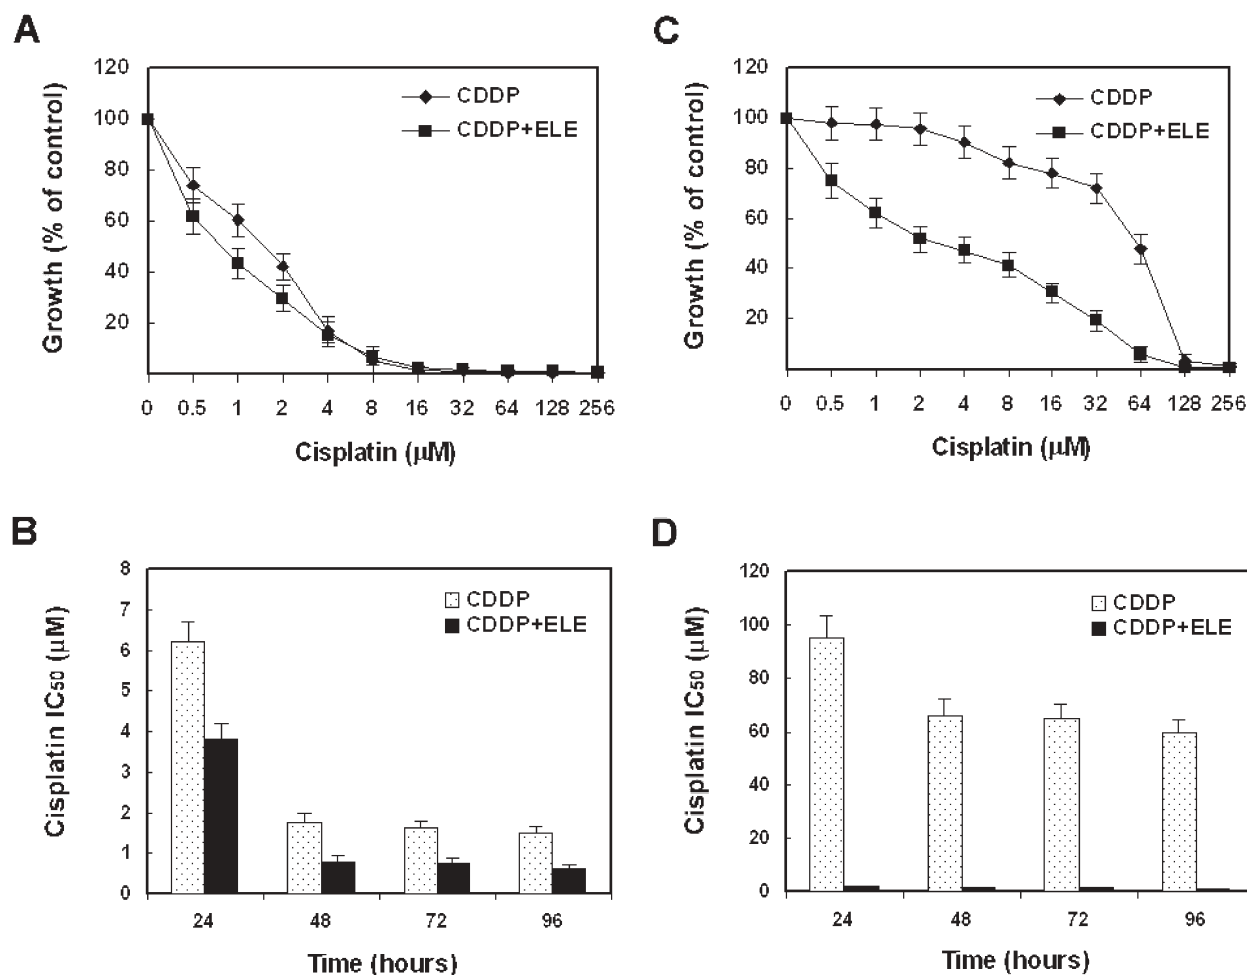 A
Growth (% of control)
120
100
80
60
40
20
CDDP
CDDP+ELE
0 0.5 1 2 4 8 16 32 64 128 256
Cisplatin (μM)
C
Growth (% of control)
120
100
80
60
40
20
CDDP
CDDP+ELE
0 0.5 1 2 4 8 16 32 64 128 256
Cisplatin (μM)
B
Cisplatin IC50 (μM)
8
7
6
5
4
3
2
1
0
CDDP
CDDP+ELE
24 48 72 96
Time (hours)
D
Cisplatin IC50 (μM)
120
100
80
60
40
20
0
CDDP
CDDP+ELE
24 48 72 96
Time (hours)